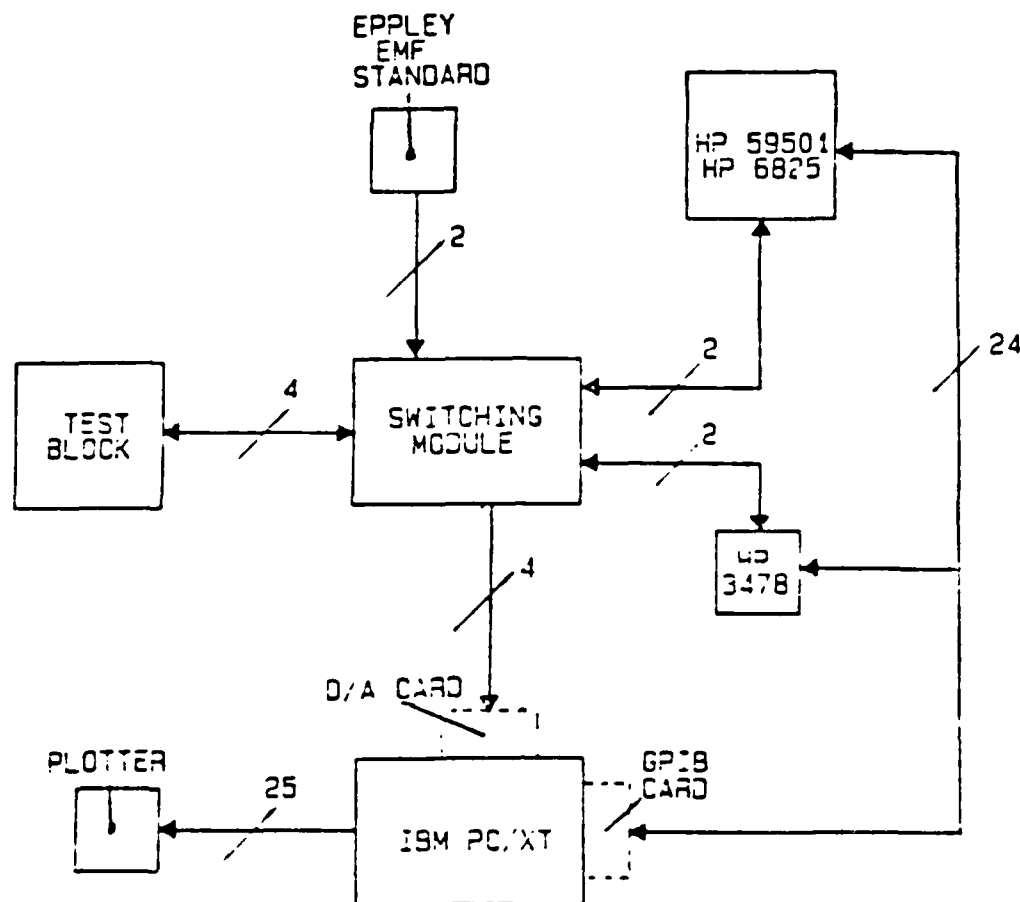 EPPLEY
EMF
STANDARD
HP 59501
HP 6825
2
24
2
4
TEST
BLOCK
SWITCHING
MODULE
2
3478
4
D/A CARD
PLOTTER
25
GPIB
CARD
IBM PC/XT